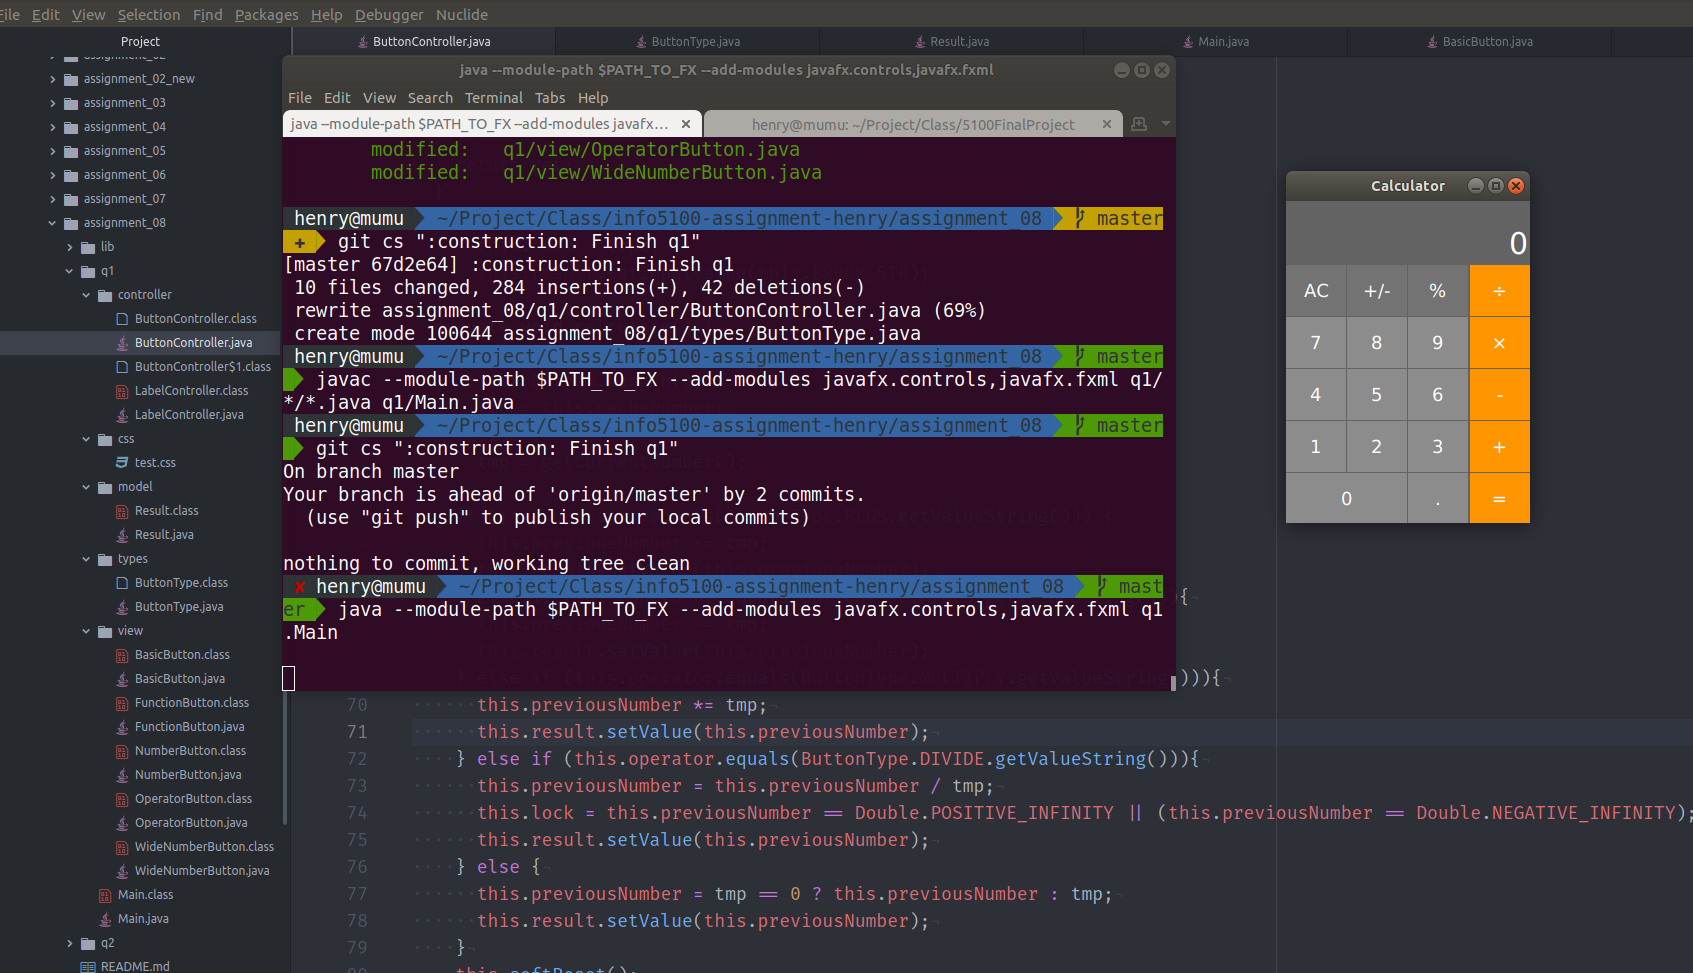 File Edit View Selection Find Packages Help Debugger Nuclide
Project
ButtonController.java
ButtonType.java
Result.java
Main.java
BasicButton.java
assignment_02
assignment_02_new
assignment_03
assignment_04
assignment_05
assignment_06
assignment_07
assignment_08
lib
q1
controller
ButtonController.class
ButtonController.java
ButtonController$1.class
LabelController.class
LabelController.java
css
test.css
model
Result.class
Result.java
types
ButtonType.class
ButtonType.java
view
BasicButton.class
BasicButton.java
FunctionButton.class
FunctionButton.java
NumberButton.class
NumberButton.java
OperatorButton.class
OperatorButton.java
WideNumberButton.class
WideNumberButton.java
Main.class
Main.java
q2
README.md
java --module-path $PATH_TO_FX --add-modules javafx.controls,javafx.fxml
File Edit View Search Terminal Tabs Help
java --module-path $PATH_TO_FX --add-modules javafx... ×
henry@mumu: ~/Project/Class/5100FinalProject ×
modified:   q1/view/OperatorButton.java
modified:   q1/view/WideNumberButton.java
henry@mumu ~/Project/Class/info5100-assignment-henry/assignment_08 master
+ git cs ":construction: Finish q1"
[master 67d2e64] :construction: Finish q1
10 files changed, 284 insertions(+), 42 deletions(-)
rewrite assignment_08/q1/controller/ButtonController.java (69%)
create mode 100644 assignment_08/q1/types/ButtonType.java
henry@mumu ~/Project/Class/info5100-assignment-henry/assignment_08 master
javac --module-path $PATH_TO_FX --add-modules javafx.controls,javafx.fxml q1/
*/*.java q1/Main.java
henry@mumu ~/Project/Class/info5100-assignment-henry/assignment_08 master
git cs ":construction: Finish q1"
On branch master
Your branch is ahead of 'origin/master' by 2 commits.
(use "git push" to publish your local commits)
nothing to commit, working tree clean
✘ henry@mumu ~/Project/Class/info5100-assignment-henry/assignment_08 mast
er java --module-path $PATH_TO_FX --add-modules javafx.controls,javafx.fxml q1
.Main
{
))){
70 this.previousNumber *= tmp;
71 this.result.setValue(this.previousNumber);
72 } else if (this.operator.equals(ButtonType.DIVIDE.getValueString())){
73 this.previousNumber = this.previousNumber / tmp;
74 this.lock = this.previousNumber == Double.POSITIVE_INFINITY || (this.previousNumber == Double.NEGATIVE_INFINITY);
75 this.result.setValue(this.previousNumber);
76 } else {
77 this.previousNumber = tmp == 0 ? this.previousNumber : tmp;
78 this.result.setValue(this.previousNumber);
79 }
80 this.softReset();
Calculator
0
AC +/- % ÷
7 8 9 ×
4 5 6 -
1 2 3 +
0 . =